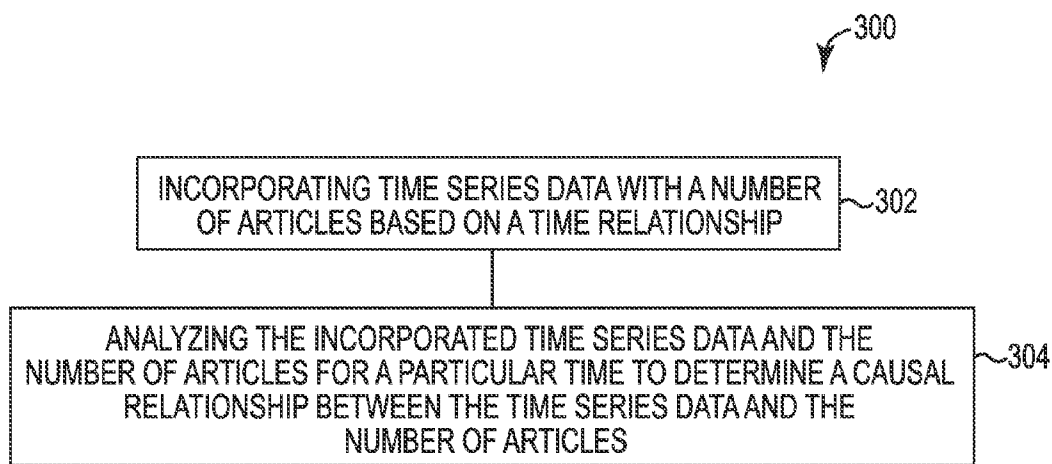 300
INCORPORATING TIME SERIES DATA WITH A NUMBER
OF ARTICLES BASED ON A TIME RELATIONSHIP
302
ANALYZING THE INCORPORATED TIME SERIES DATA AND THE
NUMBER OF ARTICLES FOR A PARTICULAR TIME TO DETERMINE A CAUSAL
RELATIONSHIP BETWEEN THE TIME SERIES DATA AND THE
NUMBER OF ARTICLES
304